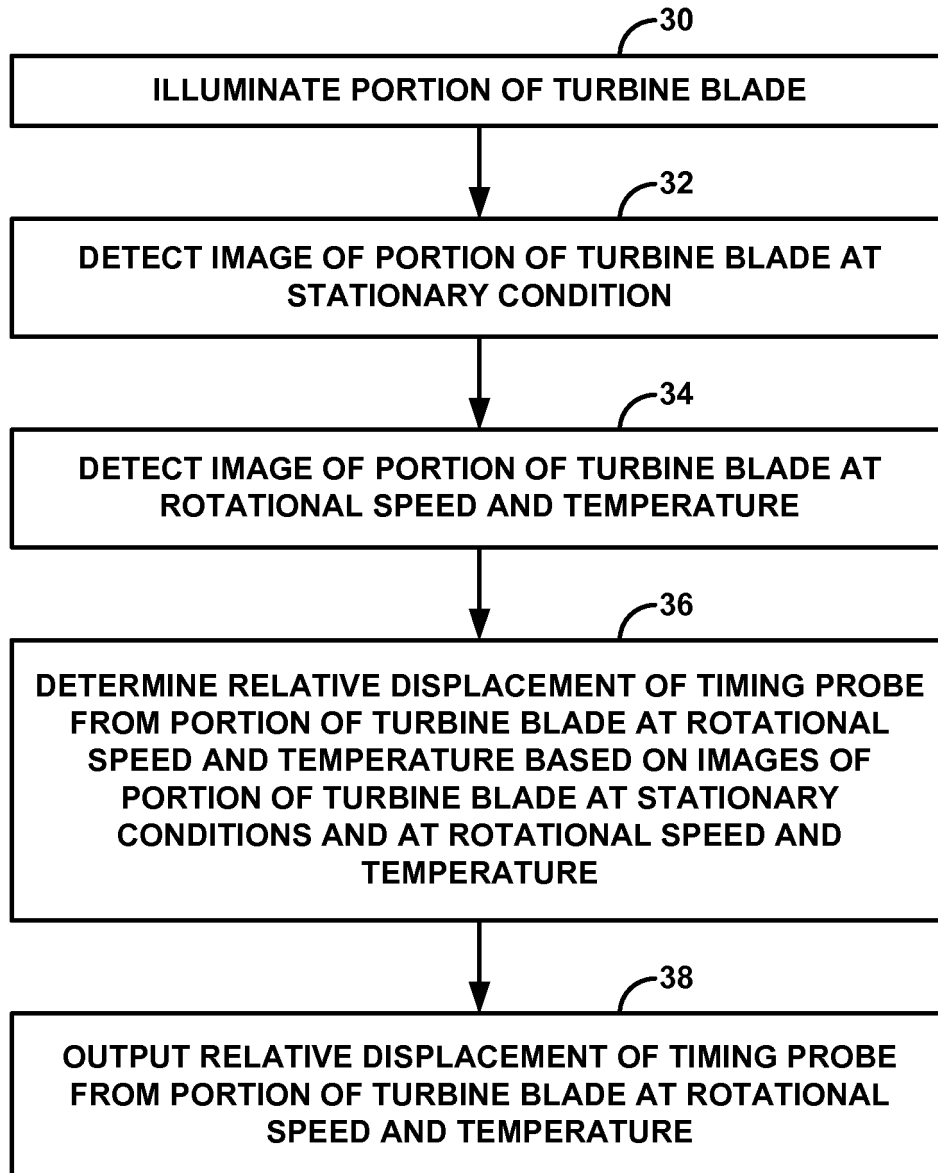 30
ILLUMINATE PORTION OF TURBINE BLADE
32
DETECT IMAGE OF PORTION OF TURBINE BLADE AT
STATIONARY CONDITION
34
DETECT IMAGE OF PORTION OF TURBINE BLADE AT
ROTATIONAL SPEED AND TEMPERATURE
36
DETERMINE RELATIVE DISPLACEMENT OF TIMING PROBE
FROM PORTION OF TURBINE BLADE AT ROTATIONAL
SPEED AND TEMPERATURE BASED ON IMAGES OF
PORTION OF TURBINE BLADE AT STATIONARY
CONDITIONS AND AT ROTATIONAL SPEED AND
TEMPERATURE
38
OUTPUT RELATIVE DISPLACEMENT OF TIMING PROBE
FROM PORTION OF TURBINE BLADE AT ROTATIONAL
SPEED AND TEMPERATURE